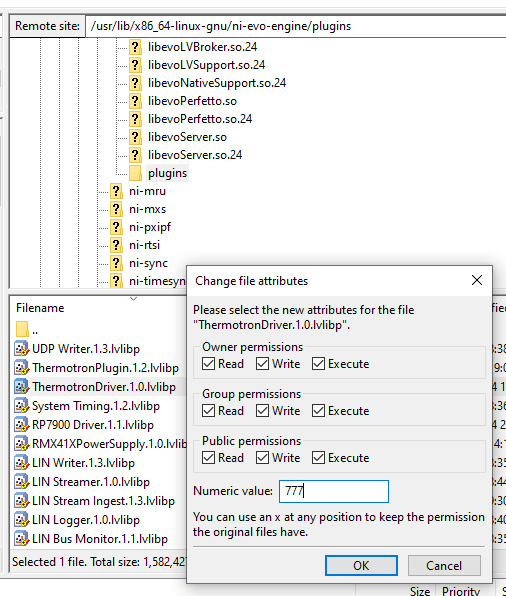 Remote site: /usr/lib/x86_64-linux-gnu/ni-evo-engine/plugins
libevoLVBroker.so.24
libevoLVSupport.so.24
libevoNativeSupport.so.24
libevoPerfetto.so
libevoPerfetto.so.24
libevoServer.so
libevoServer.so.24
plugins
ni-mru
ni-mxs
ni-pxipf
ni-rtsi
ni-sync
ni-timesyn
Filename
..
UDP Writer.1.3.lvlibp
ThermotronPlugin.1.2.lvlibp
ThermotronDriver.1.0.lvlibp
System Timing.1.2.lvlibp
RP7900 Driver.1.1.lvlibp
RMX41XPowerSupply.1.0.lvlibp
LIN Writer.1.3.lvlibp
LIN Streamer.1.0.lvlibp
LIN Stream Ingest.1.3.lvlibp
LIN Logger.1.0.lvlibp
LIN Bus Monitor.1.1.lvlibp
Selected 1 file. Total size: 1,582,42
Change file attributes
Please select the new attributes for the file
"ThermotronDriver.1.0.lvlibp".
Owner permissions
Read Write Execute
Group permissions
Read Write Execute
Public permissions
Read Write Execute
Numeric value: 777
You can use an x at any position to keep the permission
the original files have.
OK Cancel
Size Priority